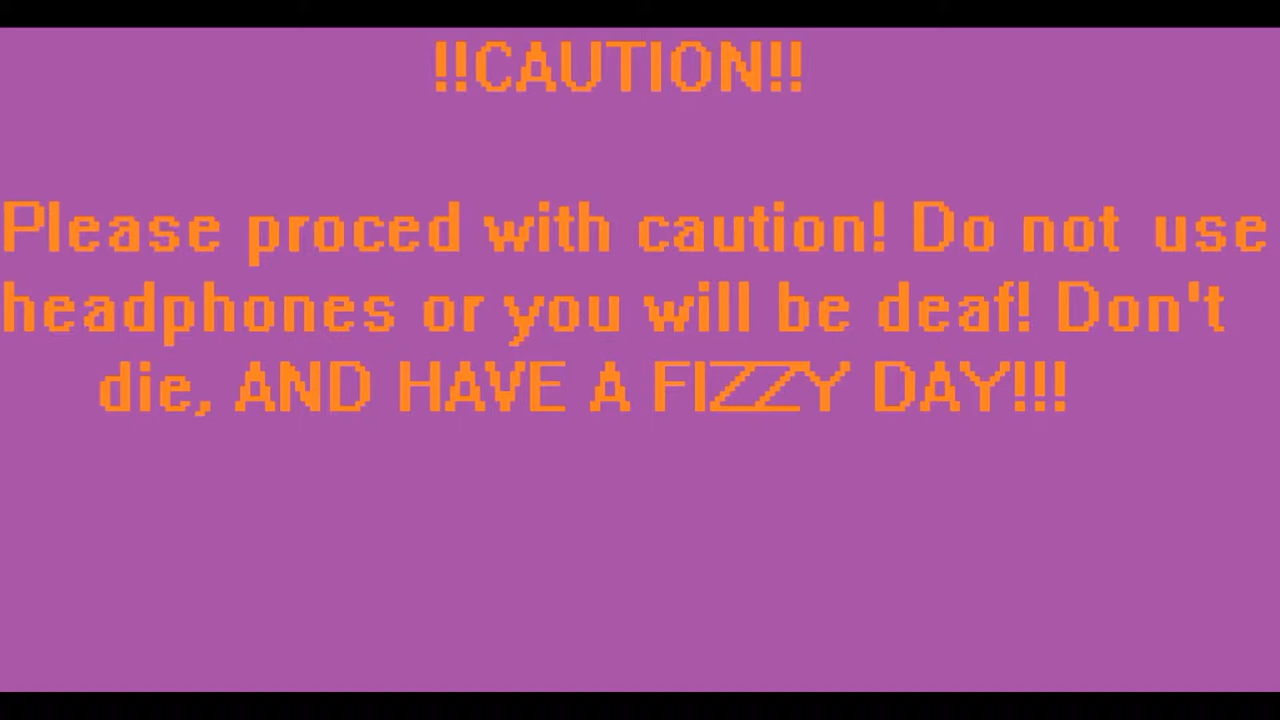 !!CAUTION!!
Please proced with caution! Do not use
headphones or you will be deaf! Don't
die, AND HAVE A FIZZY DAY!!!